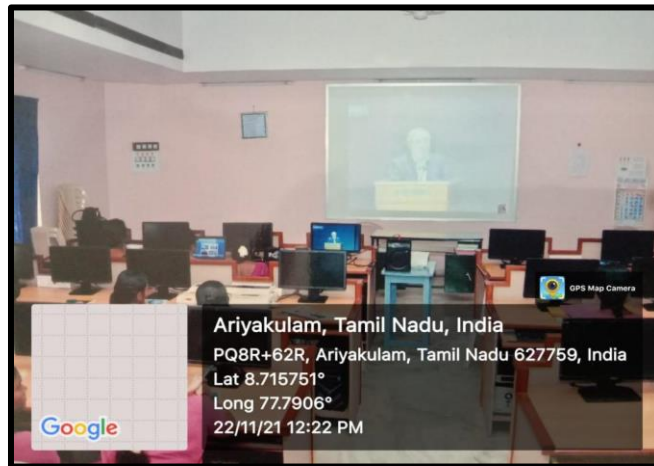 GPS Map Camera
Ariyakulam, Tamil Nadu, India
PQ8R+62R, Ariyakulam, Tamil Nadu 627759, India
Lat 8.715751°
Long 77.7906°
22/11/21 12:22 PM
Google